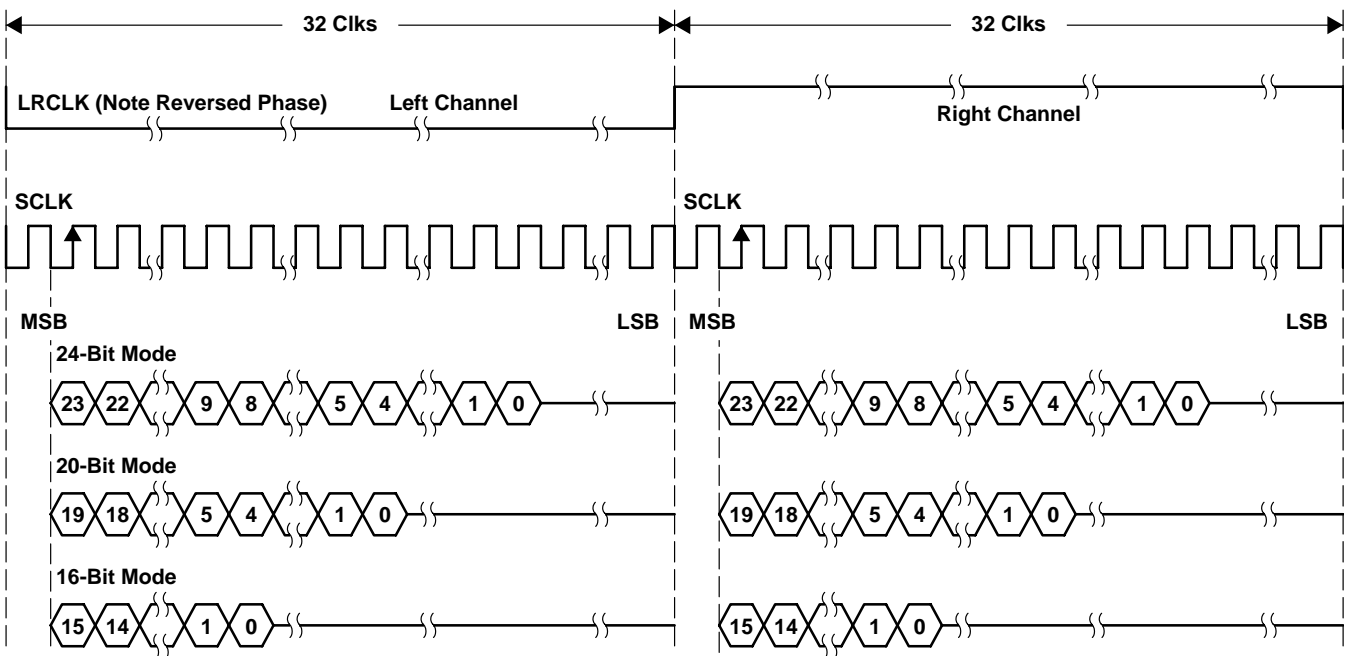 32 Clks 32 Clks
LRCLK (Note Reversed Phase) Left Channel Right Channel
SCLK SCLK
MSB LSB MSB LSB
24-Bit Mode
23 22 9 8 5 4 1 0 23 22 9 8 5 4 1 0
20-Bit Mode
19 18 5 4 1 0 19 18 5 4 1 0
16-Bit Mode
15 14 1 0 15 14 1 0